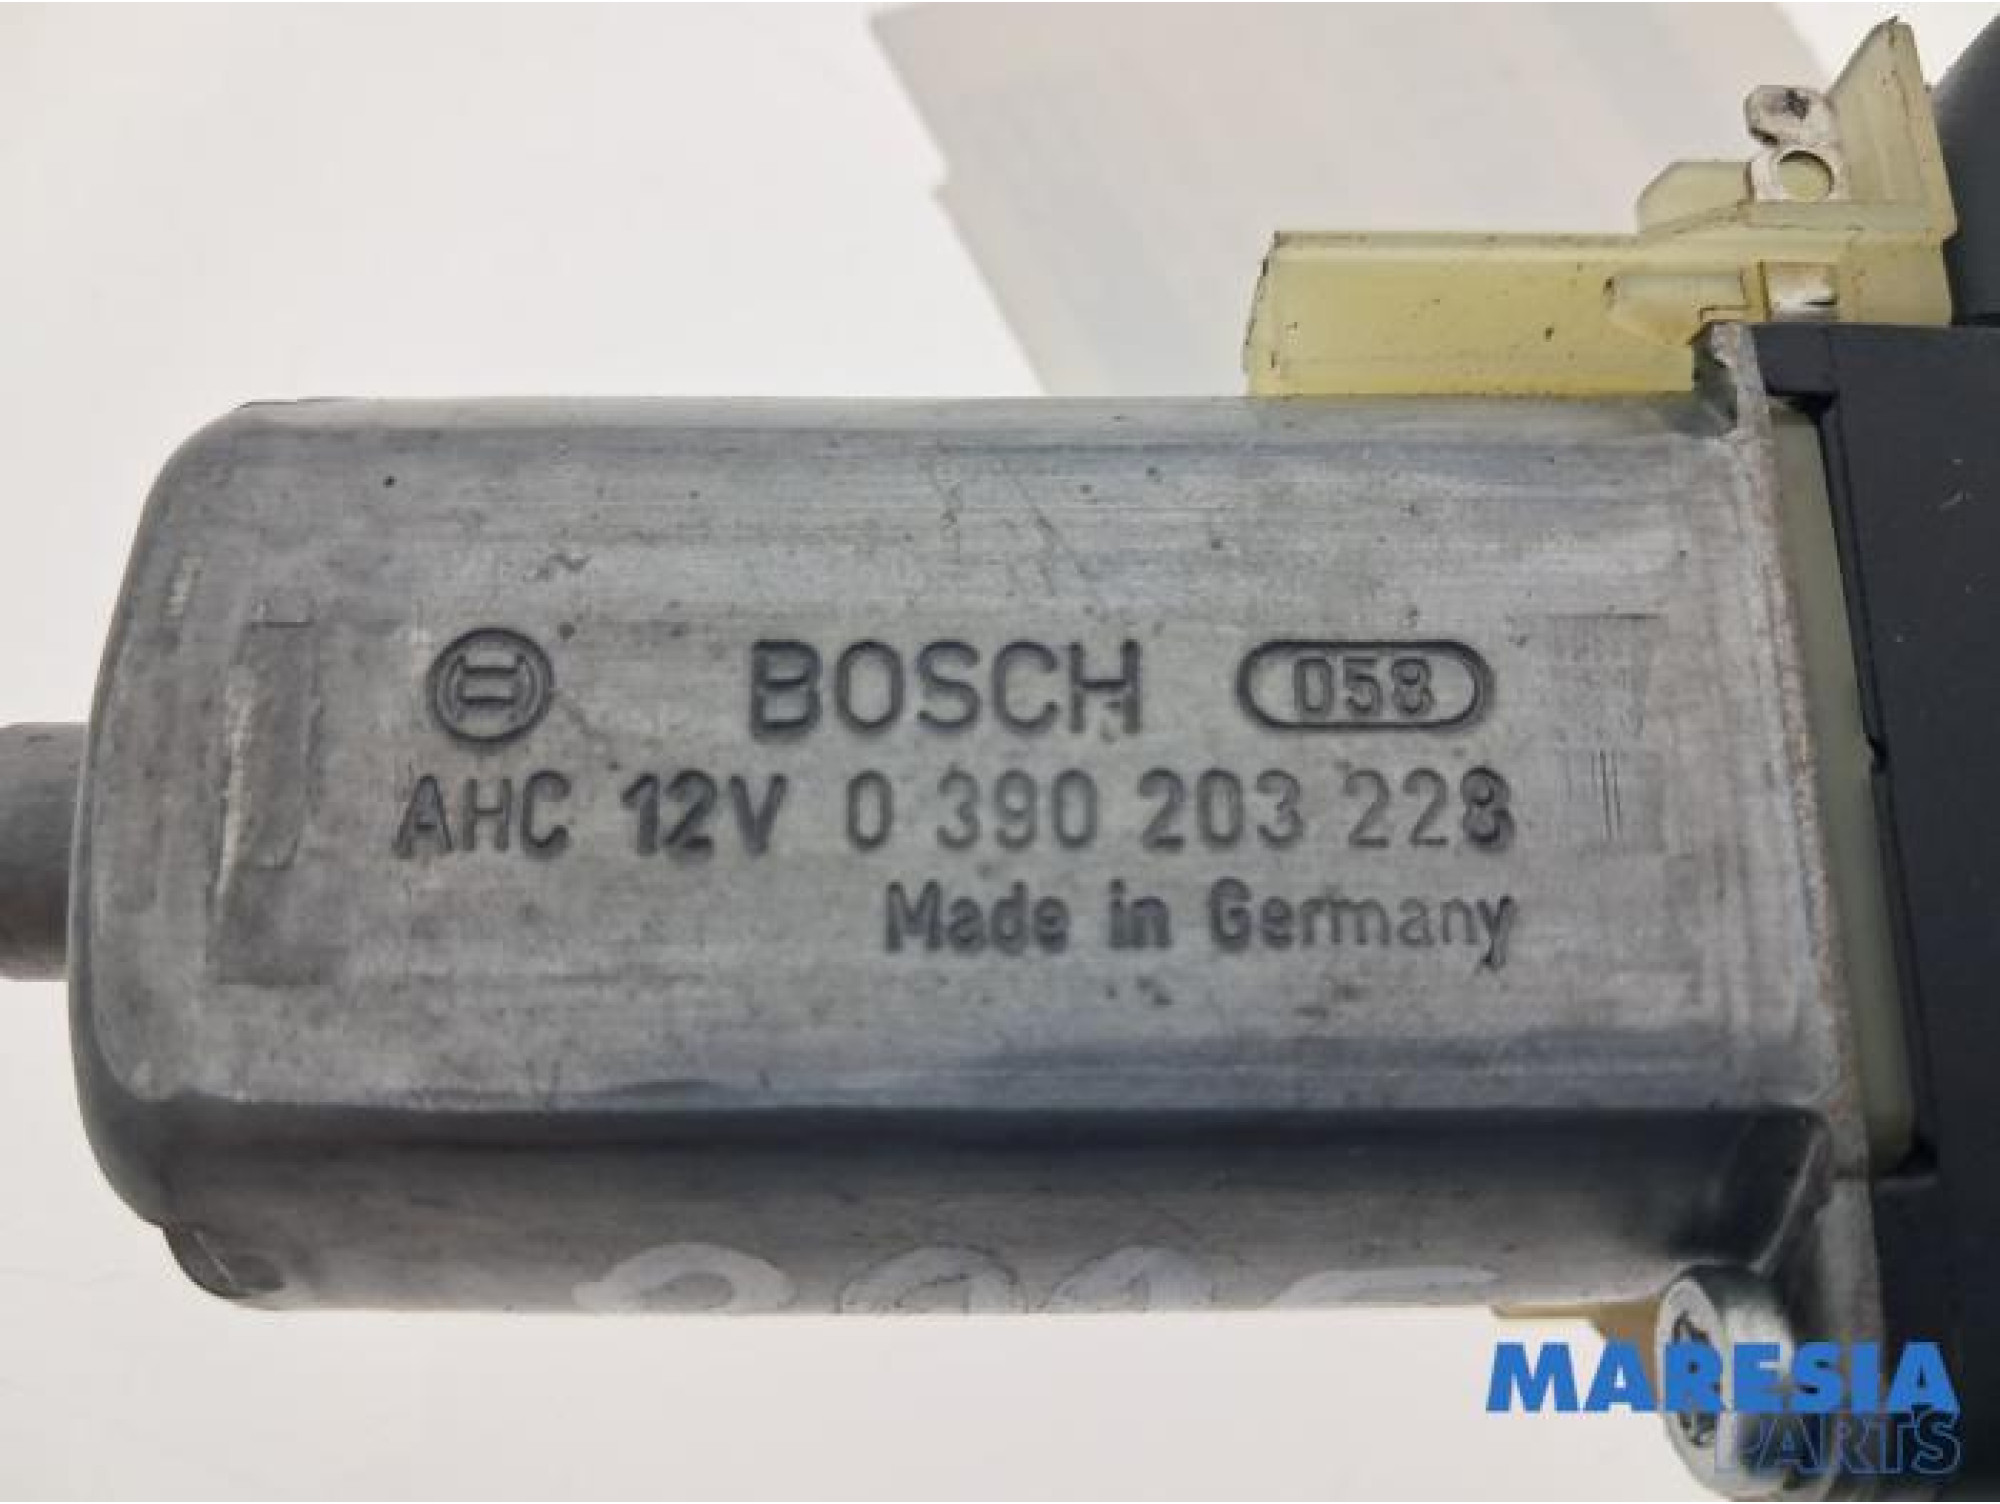 BOSCH 058
AHC 12V 0 390 203 228
Made in Germany
MARESIA
PARTS